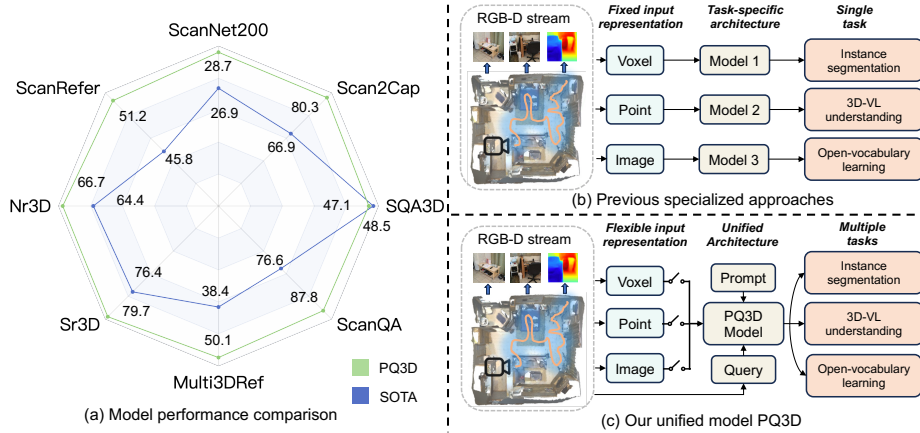 ScanNet200
28.7
ScanRefer
Scan2Cap
51.2
80.3
26.9
45.8
66.9
66.7
Nr3D
64.4
47.1
SQA3D
48.5
76.4
76.6
38.4
79.7
87.8
Sr3D
ScanQA
50.1
Multi3DRef
PQ3D
SOTA
(a) Model performance comparison
RGB-D stream
Fixed input
representation
Task-specific
architecture
Single
task
Voxel
Model 1
Instance
segmentation
Point
Model 2
3D-VL
understanding
Image
Model 3
Open-vocabulary
learning
(b) Previous specialized approaches
RGB-D stream
Flexible input
representation
Unified
Architecture
Multiple
tasks
Voxel
Point
Image
Prompt
PQ3D
Model
Query
Instance
segmentation
3D-VL
understanding
Open-vocabulary
learning
(c) Our unified model PQ3D